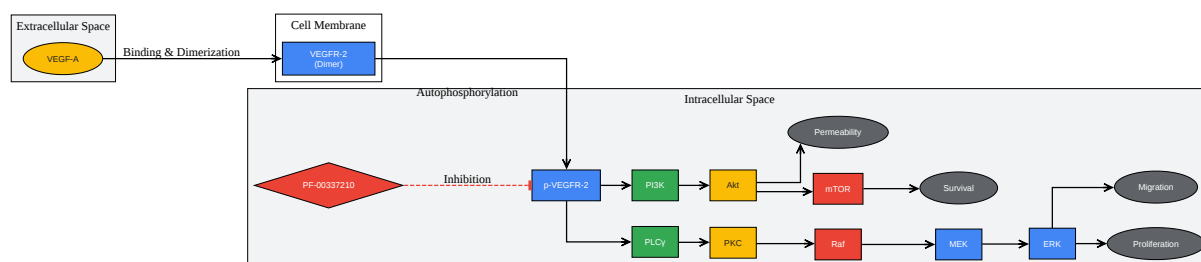 Extracellular Space
Cell Membrane
VEGF-A
Binding & Dimerization
VEGFR-2
(Dimer)
Autophosphorylation
Intracellular Space
Permeability
PF-00337210
Inhibition
p-VEGFR-2
PI3K
Akt
mTOR
Survival
Migration
PLCγ
PKC
Raf
MEK
ERK
Proliferation